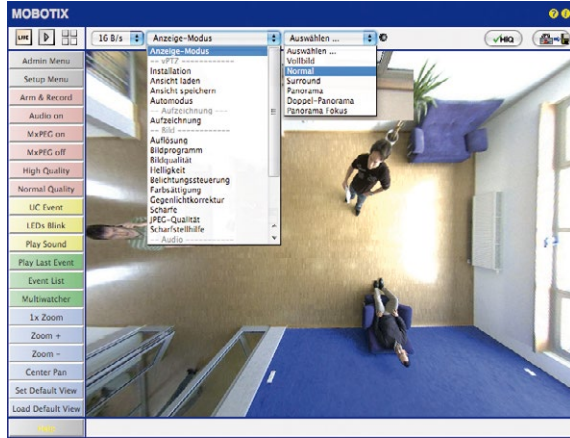 MOBOTIX
LIVE
16 B/s
Anzeige-Modus
Auswählen ...
HIQ
Admin Menu
Setup Menu
Arm & Record
Audio on
MxPEG on
MxPEG off
High Quality
Normal Quality
UC Event
LEDs Blink
Play Sound
Play Last Event
Event List
Multiwatcher
1x Zoom
Zoom +
Zoom –
Center Pan
Set Default View
Load Default View
Anzeige-Modus
-- vPTZ --------------
Installation
Ansicht laden
Ansicht speichern
Automodus
-- Aufzeichnung ---
Aufzeichnung
-- Bild --------------
Auflösung
Bildprogramm
Bildqualität
Helligkeit
Belichtungssteuerung
Farbsättigung
Gegenlichtkorrektur
Schärfe
JPEG-Qualität
Scharfstellhilfe
-- Audio ------------
Auswählen ...
Vollbild
Normal
Surround
Panorama
Doppel-Panorama
Panorama Fokus